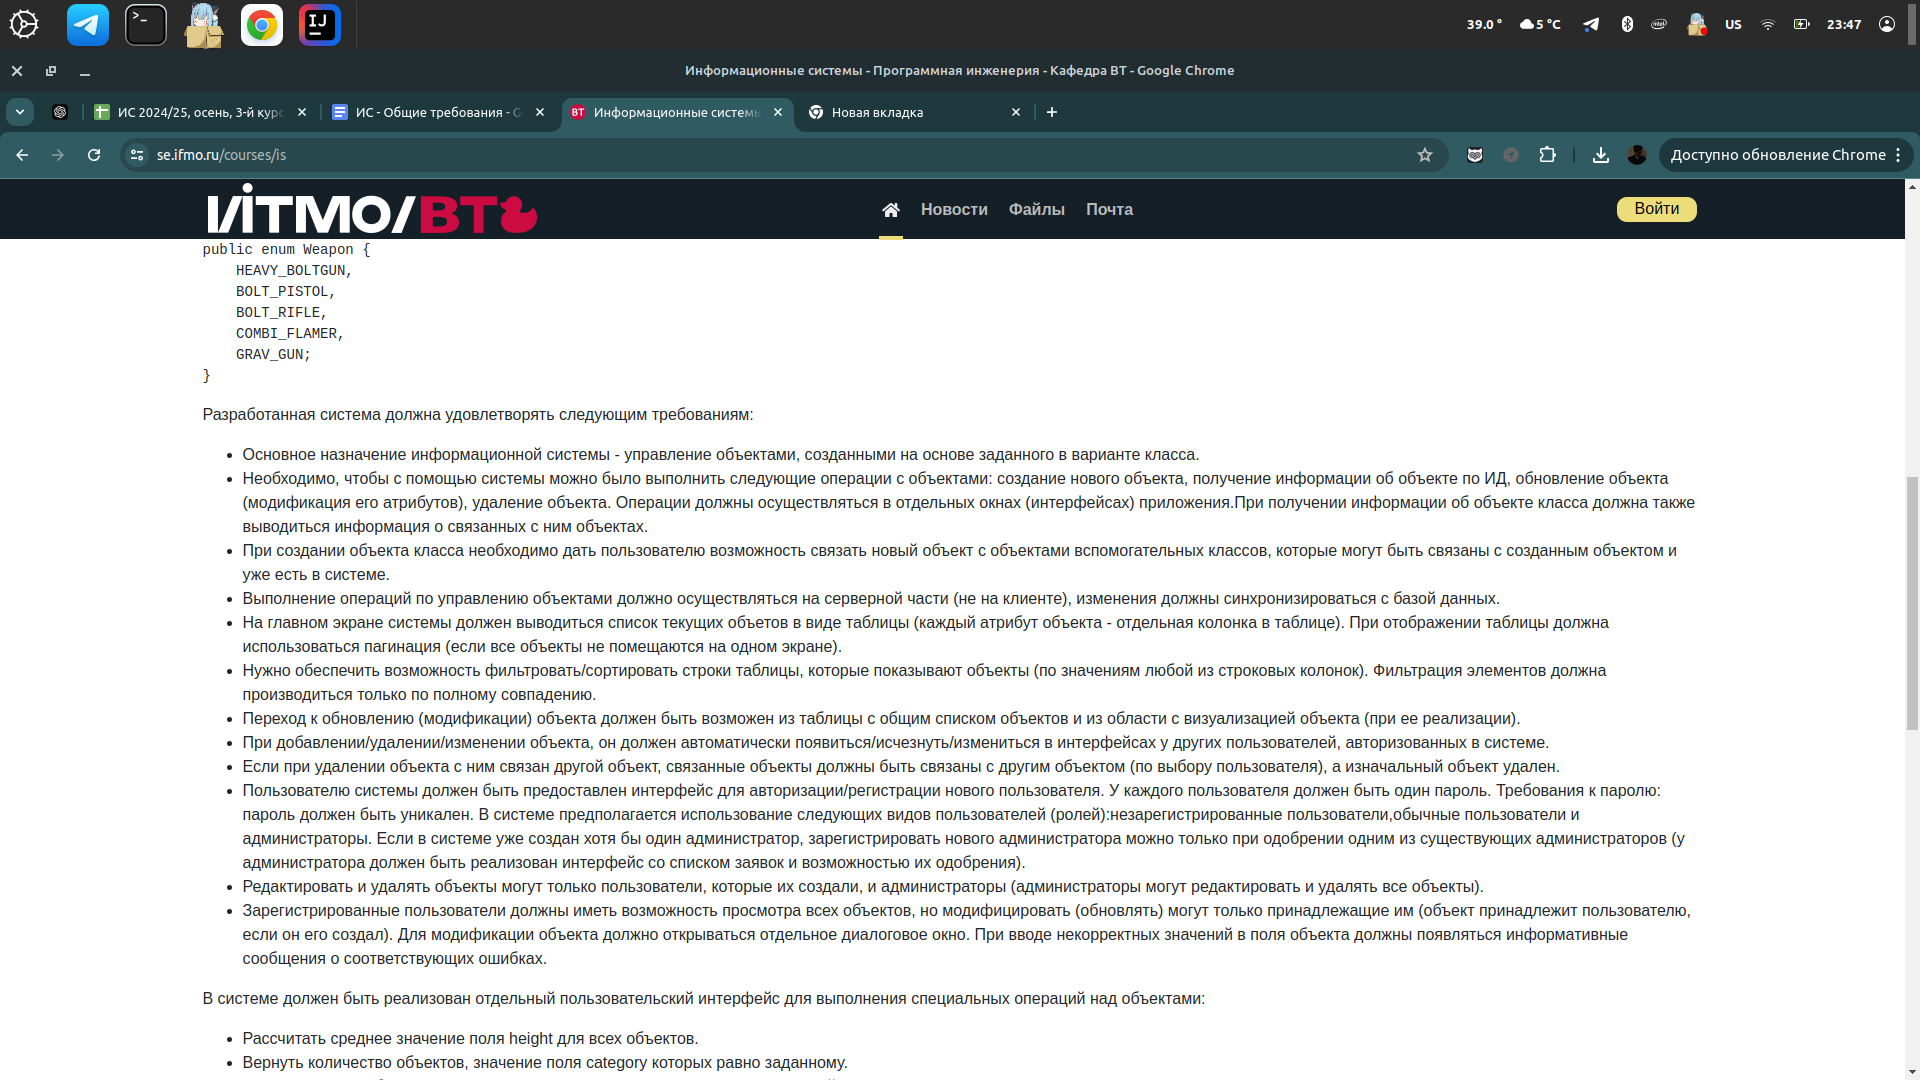 39.0 °
5 °C
US
23:47
Информационные системы - Программная инженерия - Кафедра ВТ - Google Chrome
ИС 2024/25, осень, 3-й курс
ИС - Общие требования - G
Информационные системы
Новая вкладка
se.ifmo.ru/courses/is
Доступно обновление Chrome
ИТМО/ВТ
Новости
Файлы
Почта
Войти
public enum Weapon {
HEAVY_BOLTGUN,
BOLT_PISTOL,
BOLT_RIFLE,
COMBI_FLAMER,
GRAV_GUN;
}
Разработанная система должна удовлетворять следующим требованиям:
Основное назначение информационной системы - управление объектами, созданными на основе заданного в варианте класса.
Необходимо, чтобы с помощью системы можно было выполнить следующие операции с объектами: создание нового объекта, получение информации об объекте по ИД, обновление объекта
(модификация его атрибутов), удаление объекта. Операции должны осуществляться в отдельных окнах (интерфейсах) приложения.При получении информации об объекте класса должна также
выводиться информация о связанных с ним объектах.
При создании объекта класса необходимо дать пользователю возможность связать новый объект с объектами вспомогательных классов, которые могут быть связаны с созданным объектом и
уже есть в системе.
Выполнение операций по управлению объектами должно осуществляться на серверной части (не на клиенте), изменения должны синхронизироваться с базой данных.
На главном экране системы должен выводиться список текущих объетов в виде таблицы (каждый атрибут объекта - отдельная колонка в таблице). При отображении таблицы должна
использоваться пагинация (если все объекты не помещаются на одном экране).
Нужно обеспечить возможность фильтровать/сортировать строки таблицы, которые показывают объекты (по значениям любой из строковых колонок). Фильтрация элементов должна
производиться только по полному совпадению.
Переход к обновлению (модификации) объекта должен быть возможен из таблицы с общим списком объектов и из области с визуализацией объекта (при ее реализации).
При добавлении/удалении/изменении объекта, он должен автоматически появиться/исчезнуть/измениться в интерфейсах у других пользователей, авторизованных в системе.
Если при удалении объекта с ним связан другой объект, связанные объекты должны быть связаны с другим объектом (по выбору пользователя), а изначальный объект удален.
Пользователю системы должен быть предоставлен интерфейс для авторизации/регистрации нового пользователя. У каждого пользователя должен быть один пароль. Требования к паролю:
пароль должен быть уникален. В системе предполагается использование следующих видов пользователей (ролей):незарегистрированные пользователи,обычные пользователи и
администраторы. Если в системе уже создан хотя бы один администратор, зарегистрировать нового администратора можно только при одобрении одним из существующих администраторов (у
администратора должен быть реализован интерфейс со списком заявок и возможностью их одобрения).
Редактировать и удалять объекты могут только пользователи, которые их создали, и администраторы (администраторы могут редактировать и удалять все объекты).
Зарегистрированные пользователи должны иметь возможность просмотра всех объектов, но модифицировать (обновлять) могут только принадлежащие им (объект принадлежит пользователю,
если он его создал). Для модификации объекта должно открываться отдельное диалоговое окно. При вводе некорректных значений в поля объекта должны появляться информативные
сообщения о соответствующих ошибках.
В системе должен быть реализован отдельный пользовательский интерфейс для выполнения специальных операций над объектами:
Рассчитать среднее значение поля height для всех объектов.
Вернуть количество объектов, значение поля category которых равно заданному.